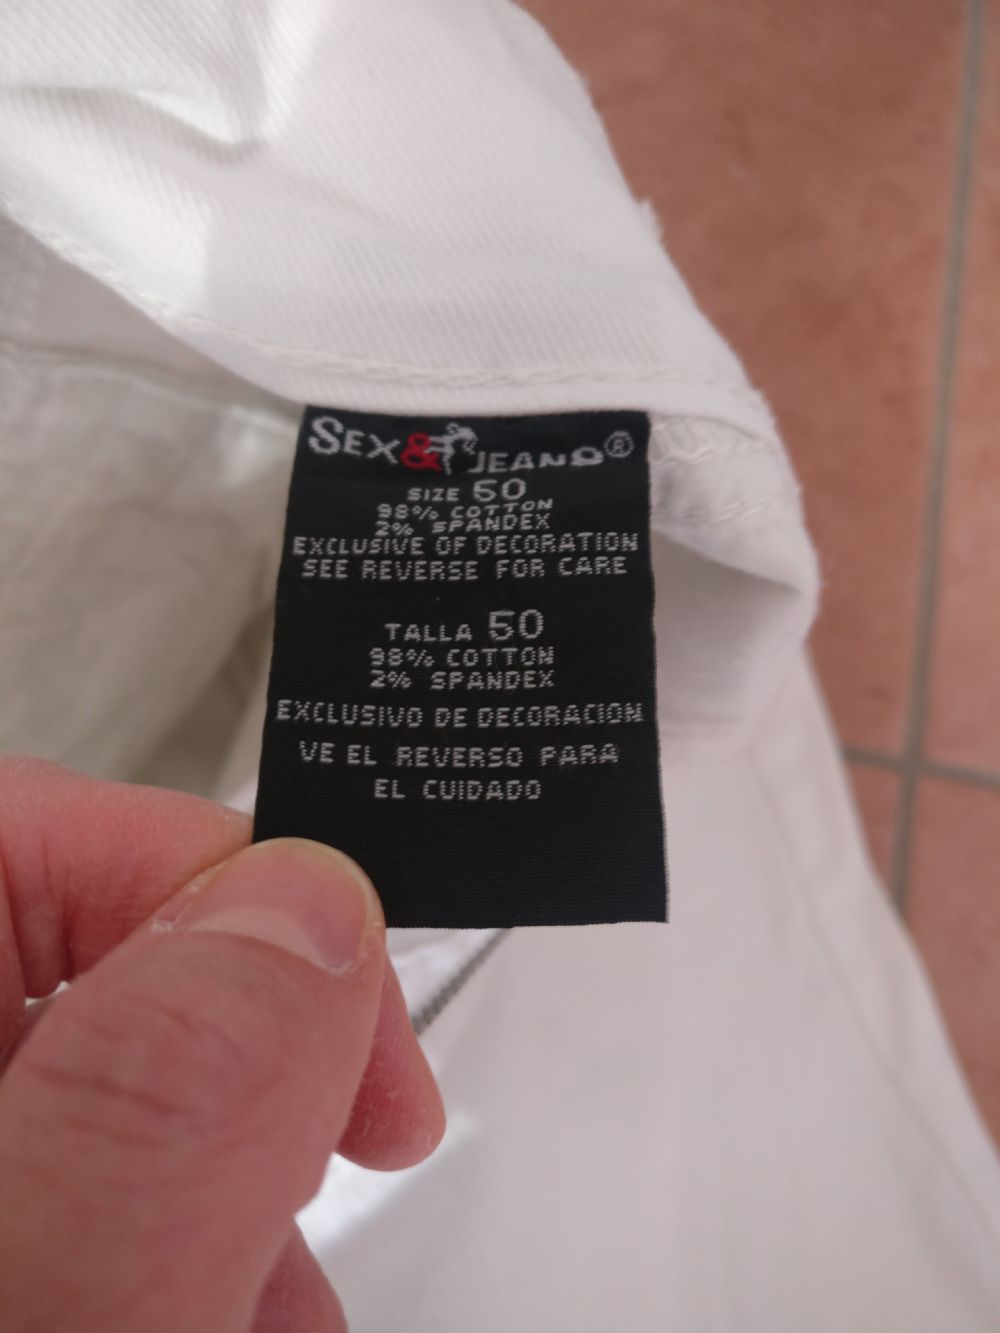 SEX & JEANS®
SIZE 50
98% COTTON
2% SPANDEX
EXCLUSIVE OF DECORATION
SEE REVERSE FOR CARE
TALLA 50
98% COTTON
2% SPANDEX
EXCLUSIVO DE DECORACION
VE EL REVERSO PARA
EL CUIDADO